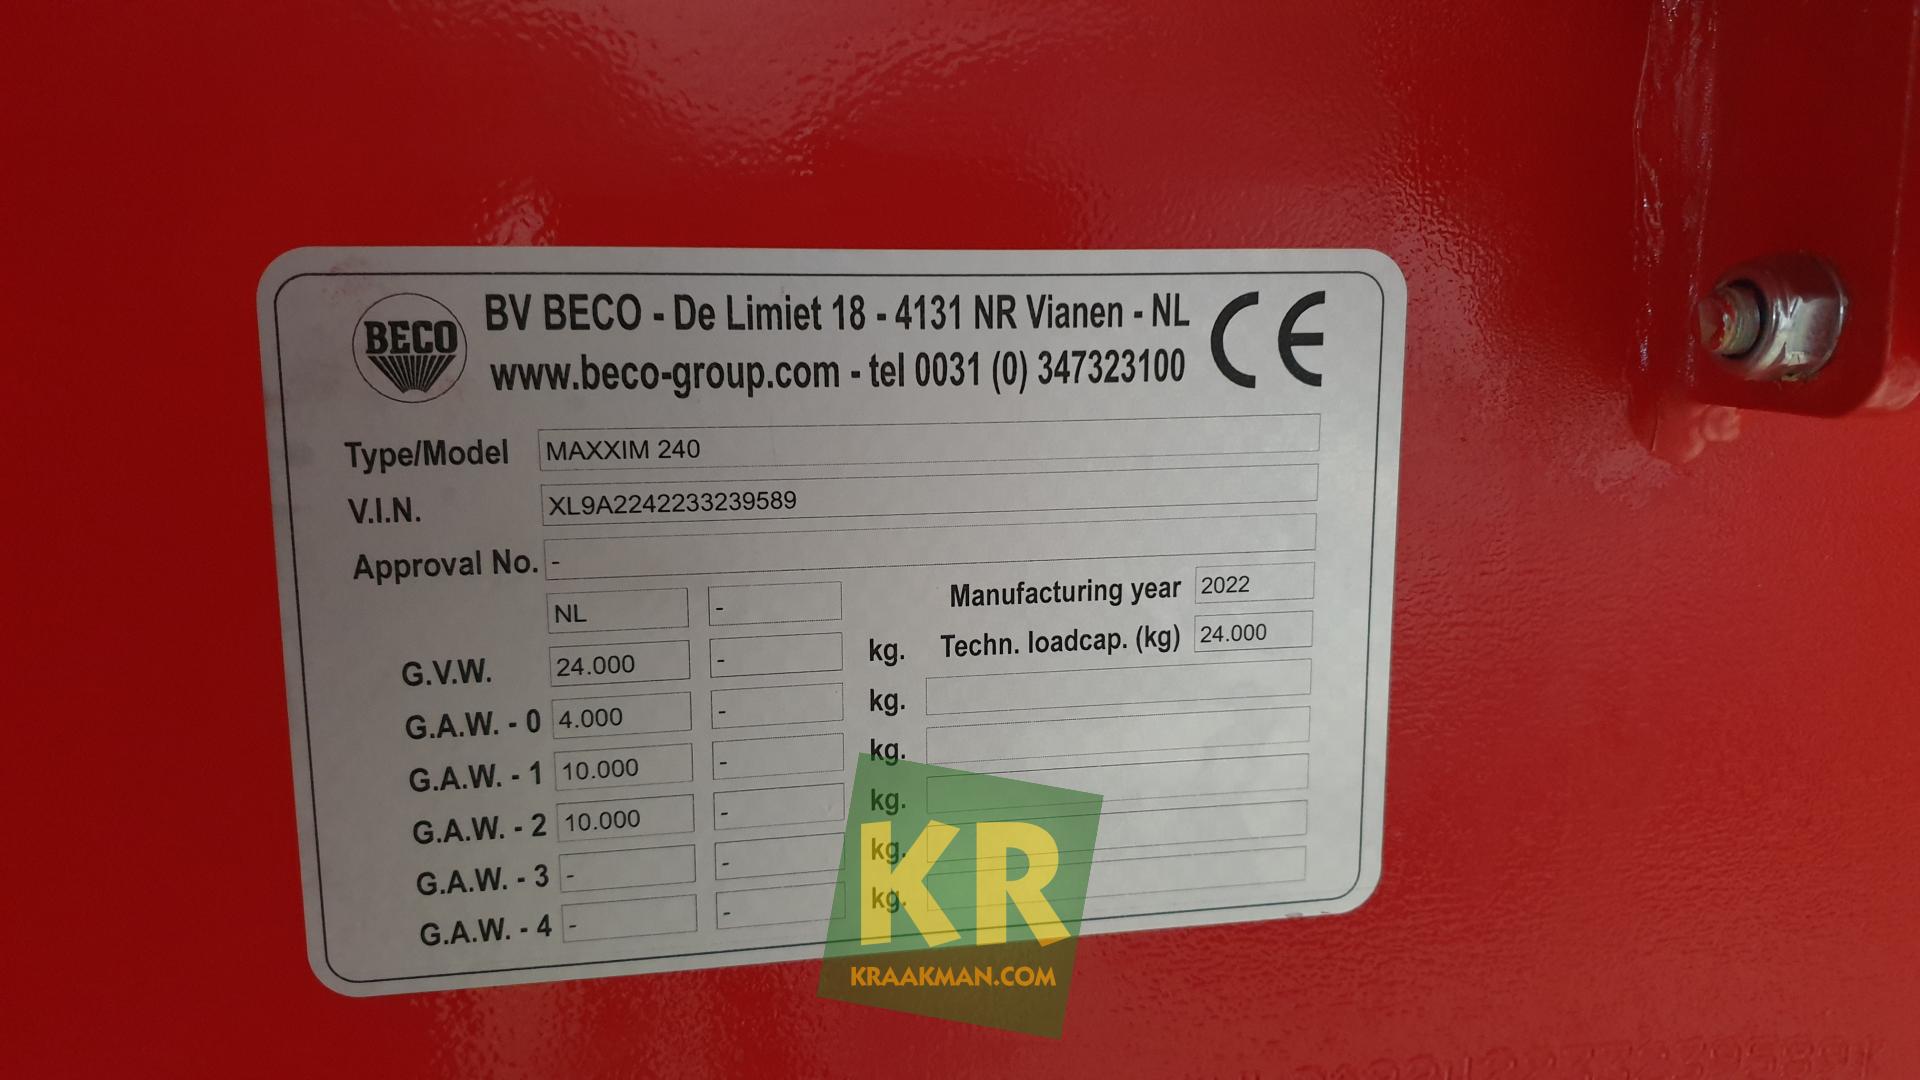 BECO
BV BECO - De Limiet 18 - 4131 NR Vianen - NL
www.beco-group.com - tel 0031 (0) 347323100
CE
Type/Model MAXXIM 240
V.I.N. XL9A2242233239589
Approval No. -
NL -
Manufacturing year 2022
G.V.W. 24.000 - kg.
Techn. loadcap. (kg) 24.000
G.A.W. - 0 4.000 - kg.
G.A.W. - 1 10.000 - kg.
G.A.W. - 2 10.000 - kg.
G.A.W. - 3 - - kg.
G.A.W. - 4 - - kg.
KR
KRAAKMAN.COM